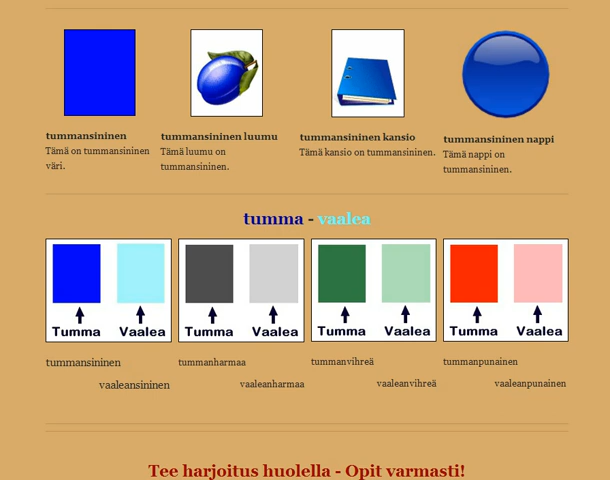 tummansininen
Tämä on tummansininen
väri.
tummansininen luumu
Tämä luumu on
tummansininen.
tummansininen kansio
Tämä kansio on tummansininen.
tummansininen nappi
Tämä nappi on
tummansininen.
tumma - vaalea
Tumma Vaalea
Tumma Vaalea
Tumma Vaalea
Tumma Vaalea
tummansininen
vaaleansininen
tummanharmaa
vaaleanharmaa
tummanvihreä
vaaleanvihreä
tummanpunainen
vaaleanpunainen
Tee harjoitus huolella - Opit varmasti!